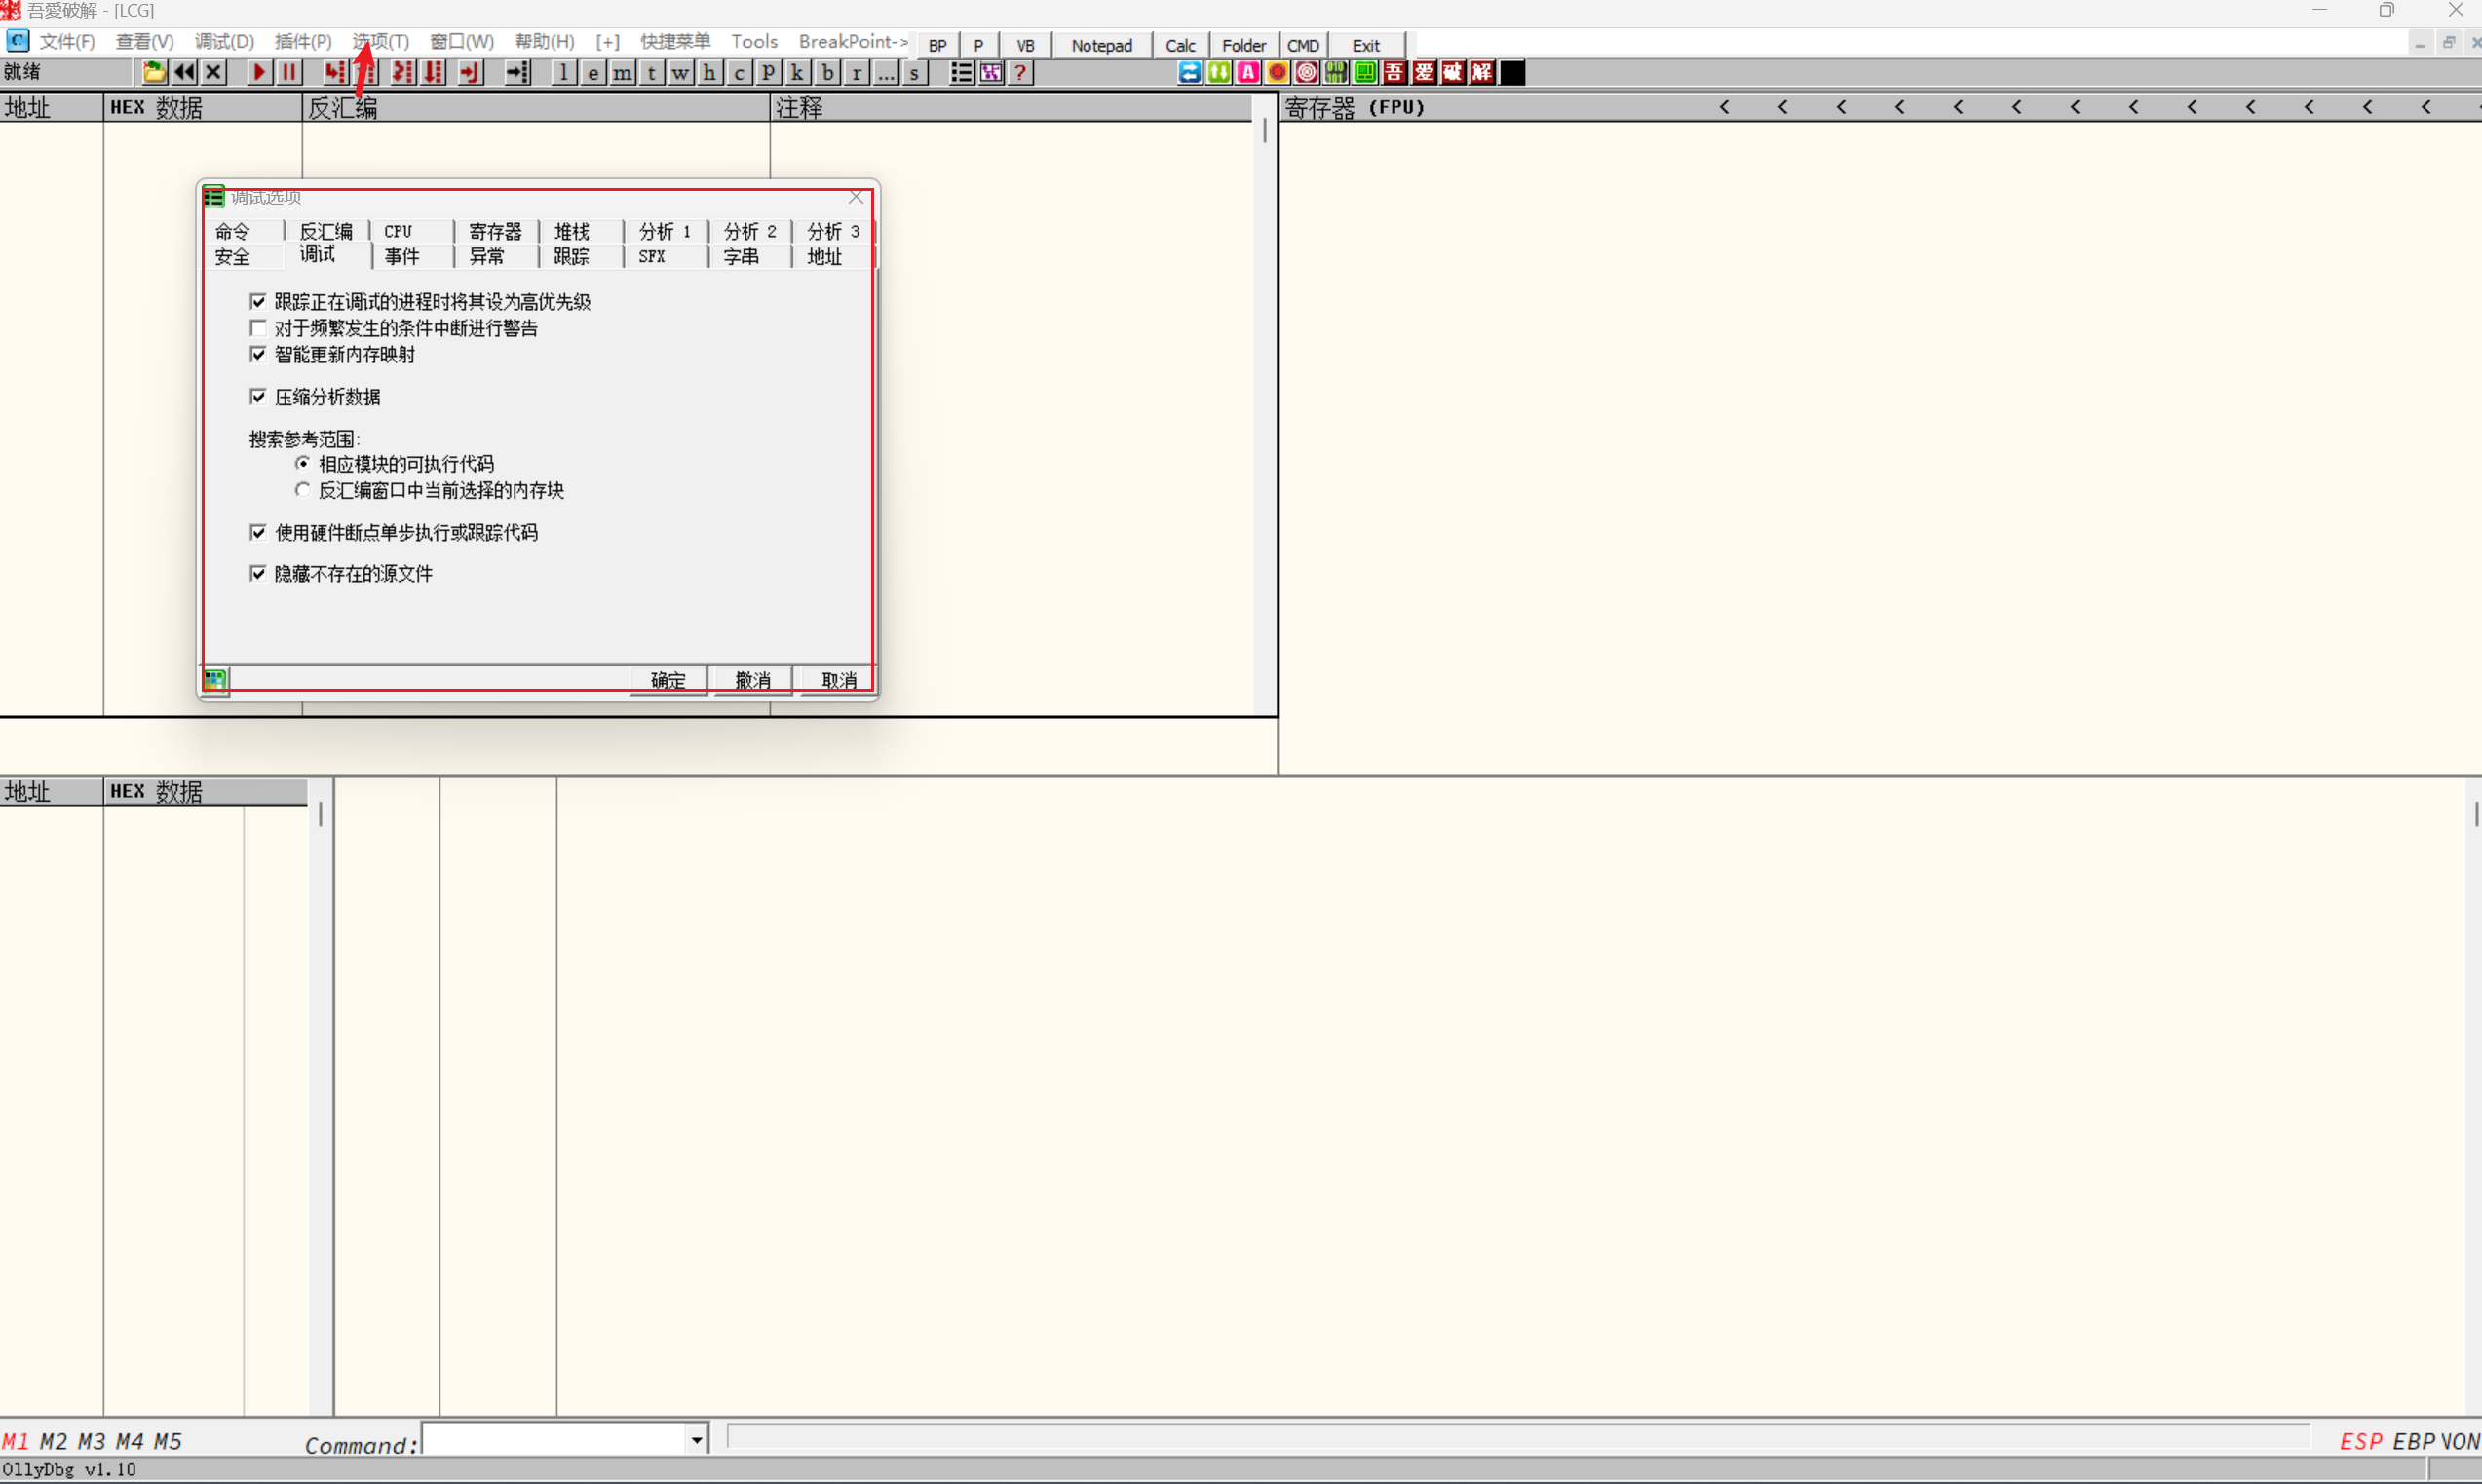 吾愛破解 - [LCG]
文件(F) 查看(V) 调试(D) 插件(P) 选项(T) 窗口(W) 帮助(H) [+] 快捷菜单 Tools BreakPoint-> BP P VB Notepad Calc Folder CMD Exit
就绪 l e m t w h c p k b r ... s ? A 吾 爱 破 解
地址 HEX 数据 反汇编 注释 寄存器 (FPU) < < < < < < < < < < < < <
调试选项
命令 反汇编 CPU 寄存器 堆栈 分析 1 分析 2 分析 3
安全 调试 事件 异常 跟踪 SFX 字串 地址
跟踪正在调试的进程时将其设为高优先级
对于频繁发生的条件中断进行警告
智能更新内存映射
压缩分析数据
搜索参考范围:
相应模块的可执行代码
反汇编窗口中当前选择的内存块
使用硬件断点单步执行或跟踪代码
隐藏不存在的源文件
确定 撤消 取消
地址 HEX 数据
M1 M2 M3 M4 M5 Command: ESP EBP NON
OllyDbg v1.10